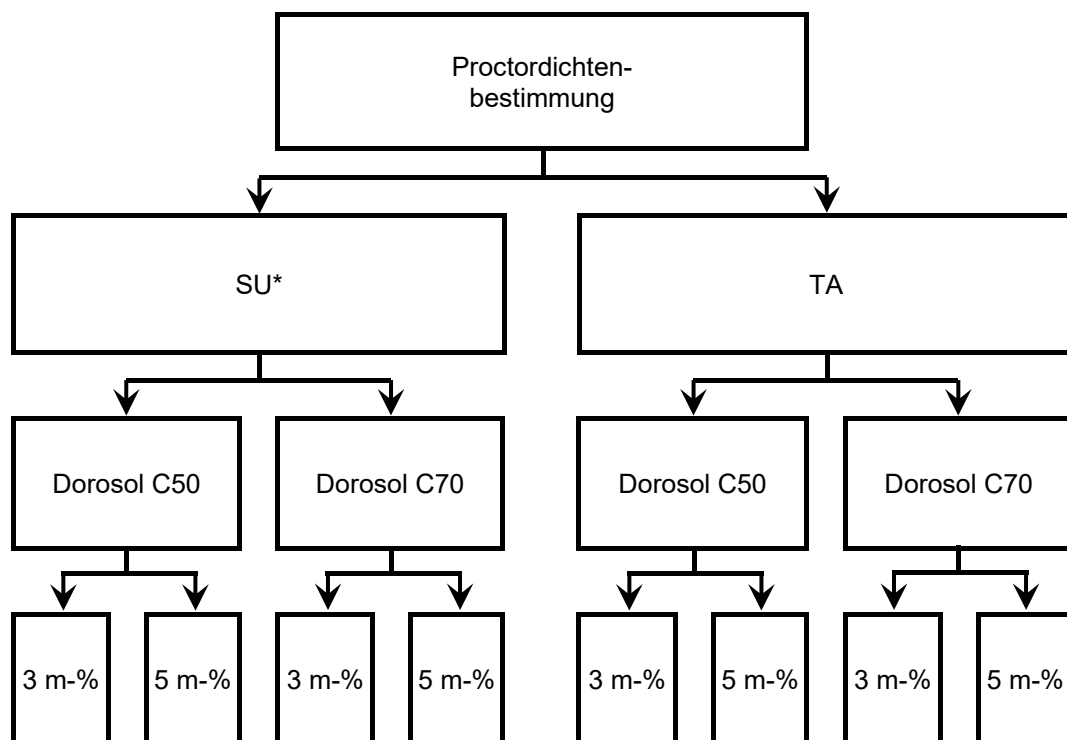 Proctordichten-
bestimmung
SU*
TA
Dorosol C50
Dorosol C70
Dorosol C50
Dorosol C70
3 m-%
5 m-%
3 m-%
5 m-%
3 m-%
5 m-%
3 m-%
5 m-%